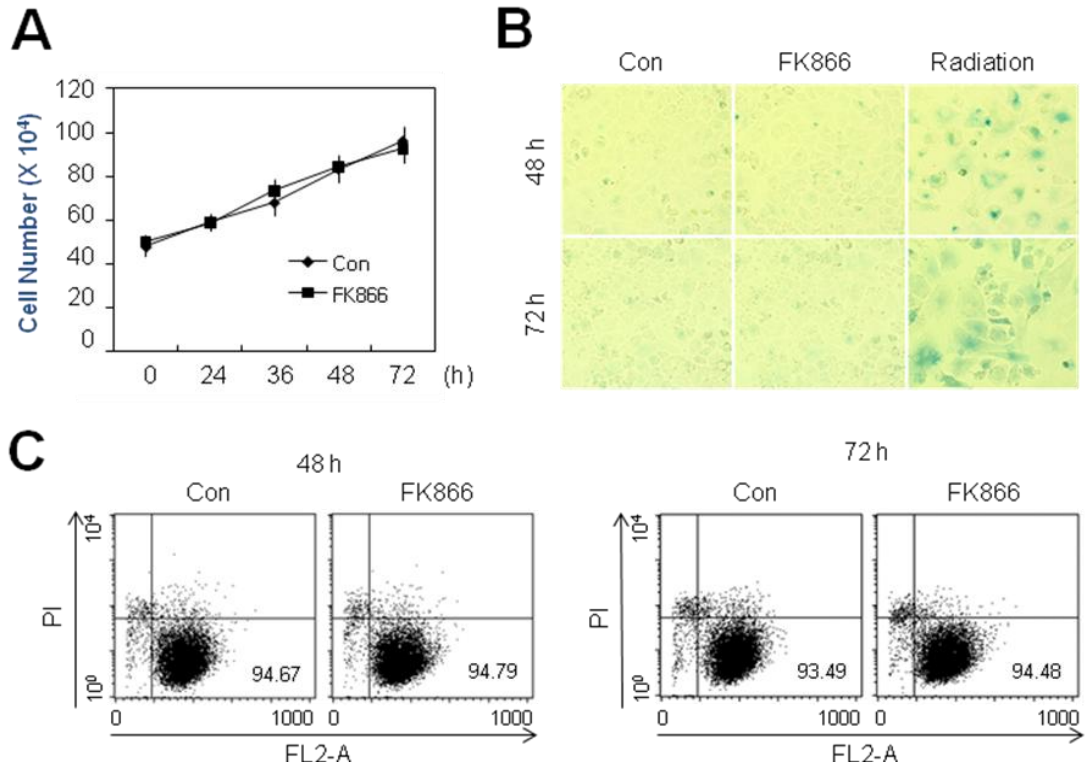 A
120
100
80
60
40
20
0
Cell Number (X 10⁴)
Con
FK866
0 24 36 48 72 (h)
B
Con FK866 Radiation
48 h
72 h
C
48 h
Con FK866
PI
10⁴
10⁰
94.67
94.79
0 1000 0 1000
FL2-A
72 h
Con FK866
PI
10⁴
10⁰
93.49
94.48
0 1000 0 1000
FL2-A